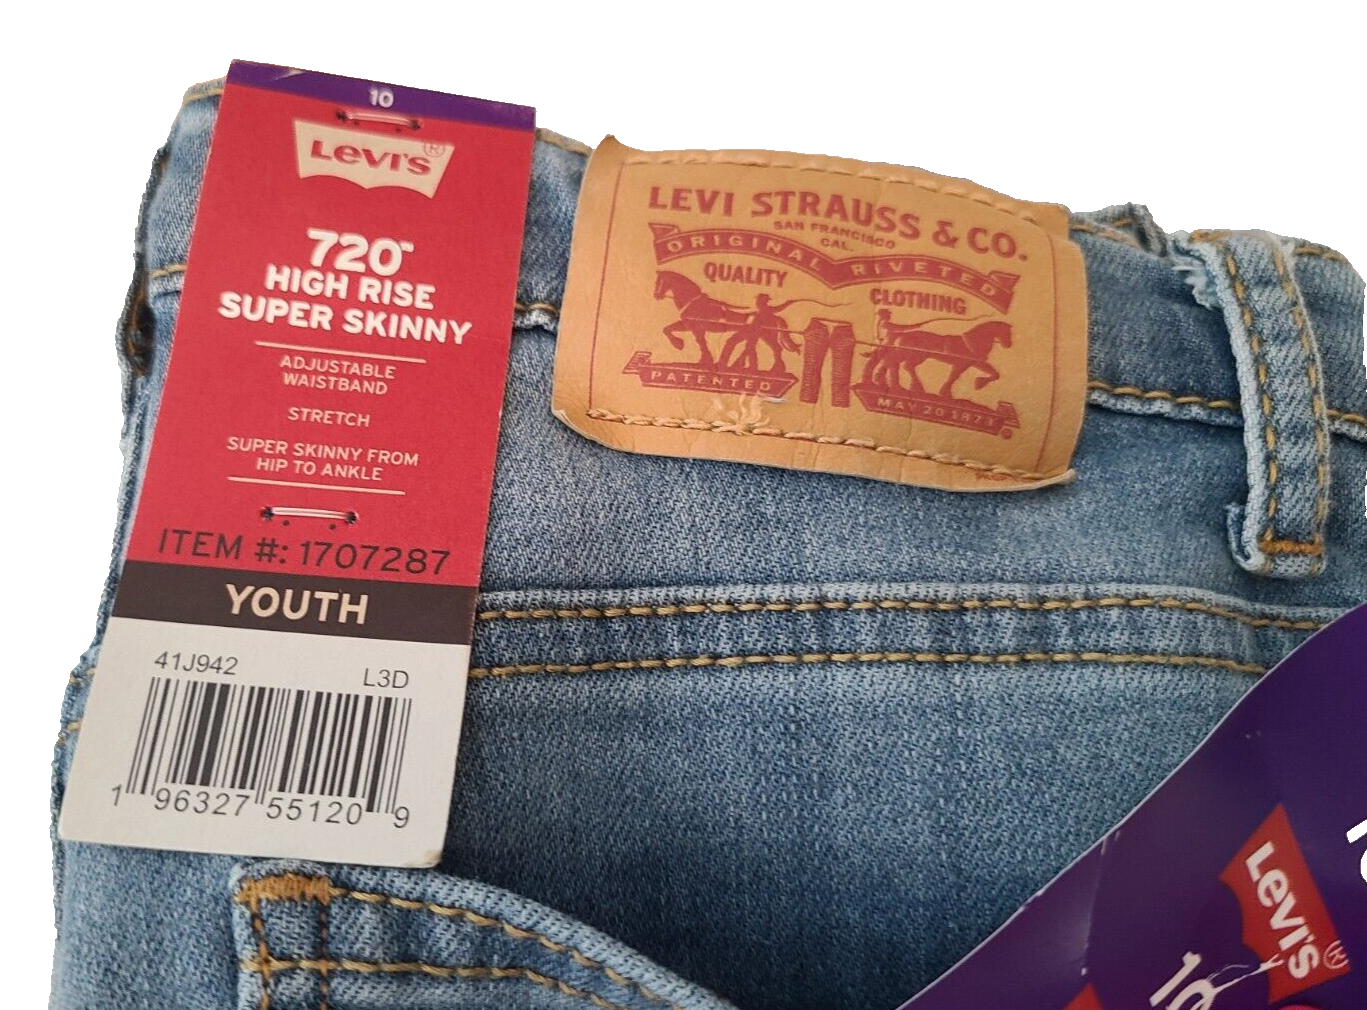 10
LEVI'S
720™
HIGH RISE
SUPER SKINNY
ADJUSTABLE
WAISTBAND
STRETCH
SUPER SKINNY FROM
HIP TO ANKLE
ITEM #: 1707287
YOUTH
41J942 L3D
1 96327 55120 9
LEVI STRAUSS & CO.
SAN FRANCISCO
CAL.
ORIGINAL RIVETED
QUALITY CLOTHING
PATENTED MAY 20 1873
Levi's
10